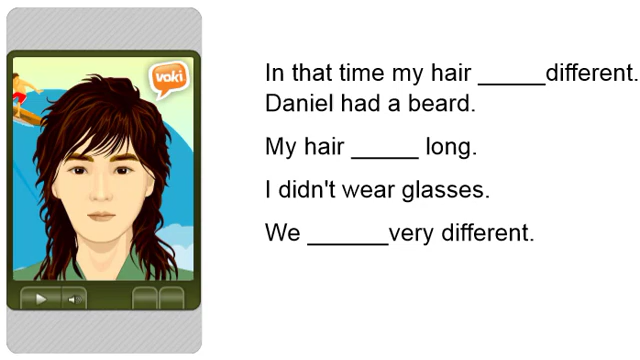 voki
In that time my hair _____different.
Daniel had a beard.
My hair _____ long.
I didn't wear glasses.
We ______very different.